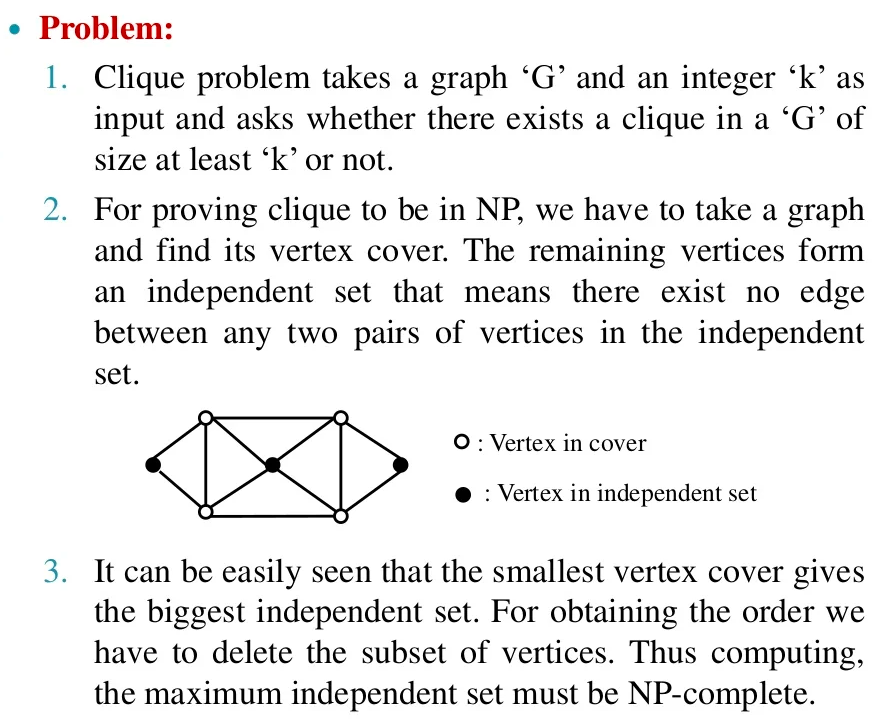 • Problem:
1. Clique problem takes a graph ‘G’ and an integer ‘k’ as
input and asks whether there exists a clique in a ‘G’ of
size at least ‘k’ or not.
2. For proving clique to be in NP, we have to take a graph
and find its vertex cover. The remaining vertices form
an independent set that means there exist no edge
between any two pairs of vertices in the independent
set.
: Vertex in cover
: Vertex in independent set
3. It can be easily seen that the smallest vertex cover gives
the biggest independent set. For obtaining the order we
have to delete the subset of vertices. Thus computing,
the maximum independent set must be NP-complete.